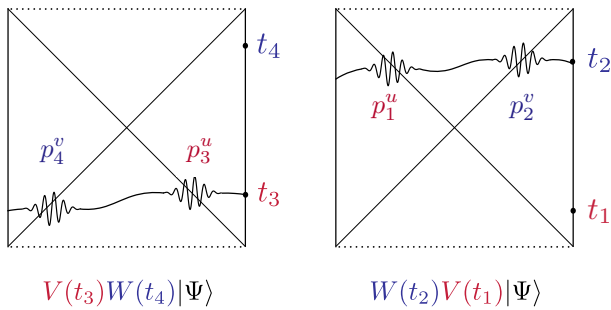 t₄
t₂
p₄ᵛ p₃ᵘ
p₁ᵘ p₂ᵛ
t₃
t₁
V(t₃)W(t₄)|Ψ⟩
W(t₂)V(t₁)|Ψ⟩